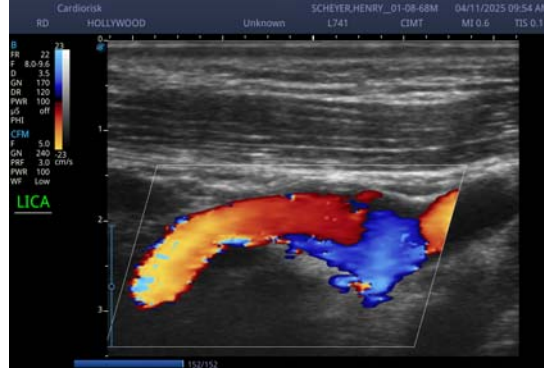 Cardiorisk SCHEYER,HENRY__01-08-68M 04/11/2025 09:54 AM
RD HOLLYWOOD Unknown L741 CIMT MI 0.6 TIS 0.1
B
FR 22
F 8.0-9.6
D 3.5
GN 170
DR 120
PWR 100
µS off
PHI
CFM
F 5.0
GN 240
PRF 3.0
PWR 100
WF Low
23
-23
cm/s
LICA
0
1
2
3
152/152